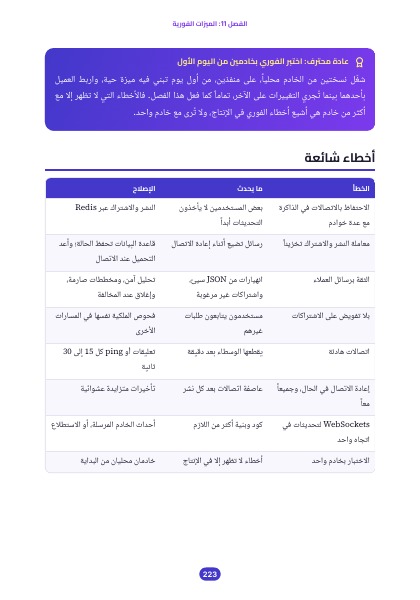 الفصل 11: الميزات الفورية
عادة محترف: اختبر الفوري بخادمين من اليوم الأول
شغّل نسختين من الخادم محلياً، على منفذين، من أول يوم تبني فيه ميزة حية، واربط العميل
بأحدهما بينما تُجري التغييرات على الآخر، تماماً كما فعل هذا الفصل. فالأخطاء التي لا تظهر إلا مع
أكثر من خادم هي أشيع أخطاء الفوري في الإنتاج، ولا تُرى مع خادم واحد.
أخطاء شائعة
الخطأ ما يحدث الإصلاح
الاحتفاظ بالاتصالات في الذاكرة بعض المستخدمين لا يأخذون النشر والاشتراك عبر Redis
مع عدة خوادم التحديثات أبداً
معاملة النشر والاشتراك تخزيناً رسائل تضيع أثناء إعادة الاتصال قاعدة البيانات تحفظ الحالة؛ وأعد
التحميل عند الاتصال
الثقة برسائل العملاء انهيارات من JSON سيئ، تحليل آمن، ومخططات صارمة،
واشتراكات غير مرغوبة وإغلاق عند المخالفة
بلا تفويض على الاشتراكات مستخدمون يتابعون طلبات فحوص الملكية نفسها في المسارات
غيرهم الأخرى
اتصالات هادئة يقطعها الوسطاء بعد دقيقة تعليقات أو ping كل 15 إلى 30
ثانية
إعادة الاتصال في الحال، وجميعاً عاصفة اتصالات بعد كل نشر تأخيرات متزايدة عشوائية
معاً
WebSockets لتحديثات في كود وبنية أكثر من اللازم أحداث الخادم المرسلة، أو الاستطلاع
اتجاه واحد
الاختبار بخادم واحد أخطاء لا تظهر إلا في الإنتاج خادمان محليان من البداية
223